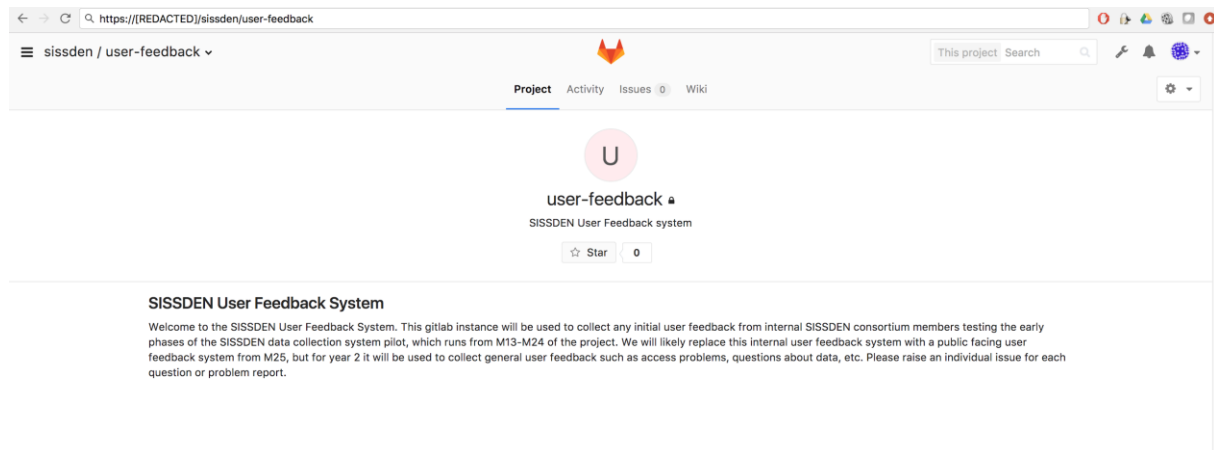 https://[REDACTED]/sissden/user-feedback
sissden / user-feedback
This project Search
Project Activity Issues 0 Wiki
U
user-feedback
SISSDEN User Feedback system
Star 0
SISSDEN User Feedback System
Welcome to the SISSDEN User Feedback System. This gitlab instance will be used to collect any initial user feedback from internal SISSDEN consortium members testing the early
phases of the SISSDEN data collection system pilot, which runs from M13-M24 of the project. We will likely replace this internal user feedback system with a public facing user
feedback system from M25, but for year 2 it will be used to collect general user feedback such as access problems, questions about data, etc. Please raise an individual issue for each
question or problem report.